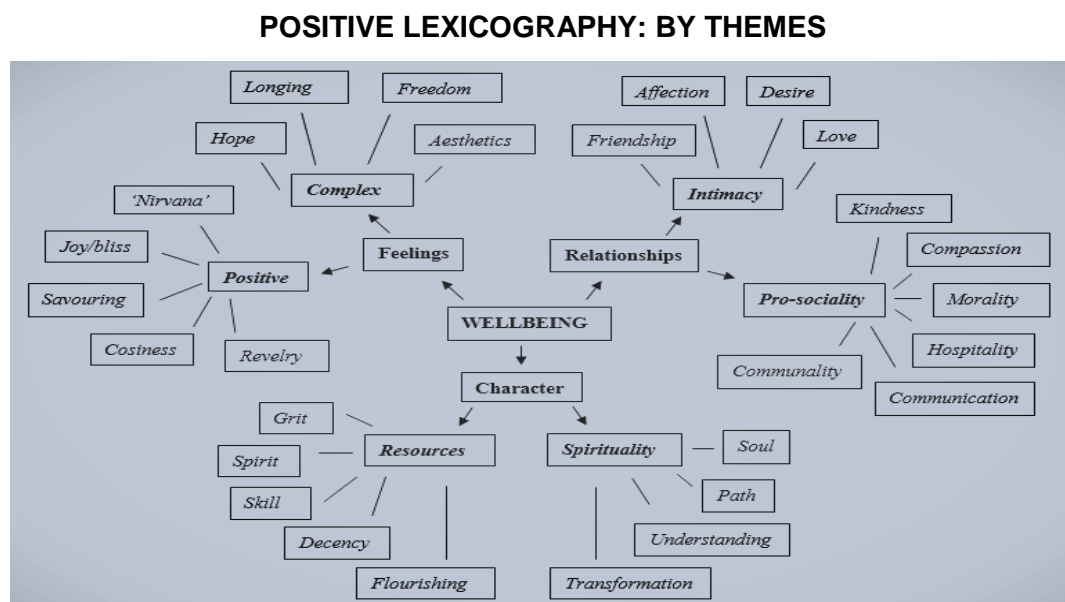 POSITIVE LEXICOGRAPHY: BY THEMES
Longing
Freedom
Hope
Aesthetics
Complex
‘Nirvana’
Joy/bliss
Savouring
Cosiness
Revelry
Positive
Feelings
Affection
Desire
Friendship
Love
Intimacy
Relationships
Kindness
Compassion
Morality
Hospitality
Communication
Communality
Pro-sociality
WELLBEING
Character
Grit
Spirit
Skill
Decency
Flourishing
Resources
Spirituality
Soul
Path
Understanding
Transformation